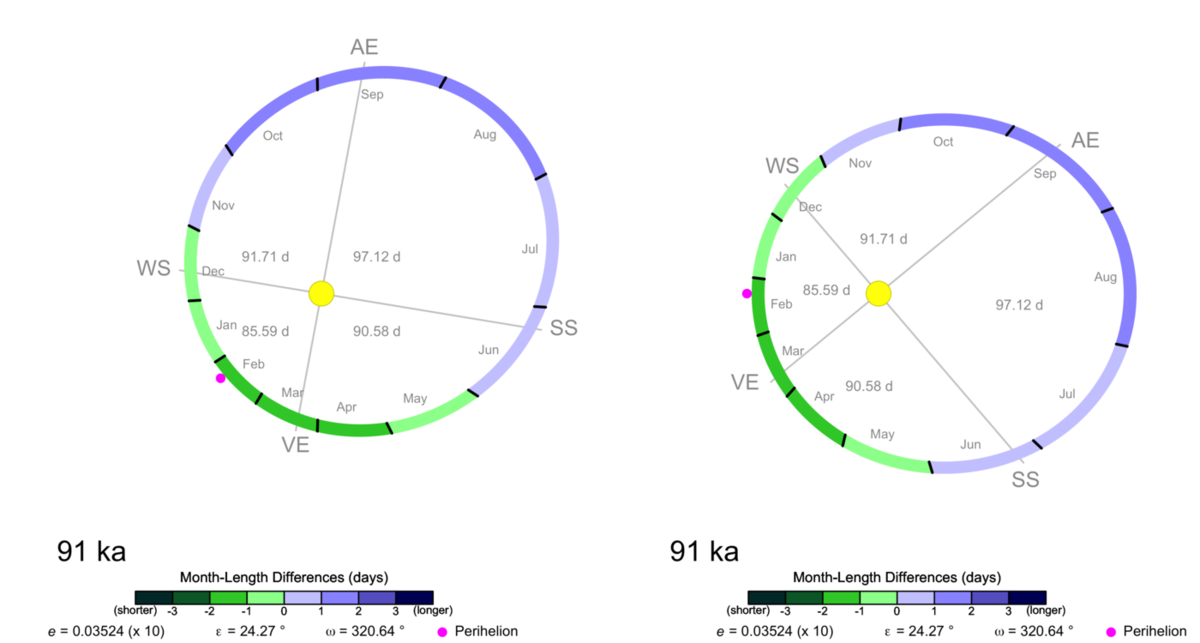 AE
Sep
Oct
Aug
Nov
Jul
91.71 d
97.12 d
WS
Dec
Jan
85.59 d
90.58 d
SS
Jun
Feb
Mar
Apr
May
VE
91 ka
Month-Length Differences (days)
(shorter) -3 -2 -1 0 1 2 3 (longer)
e = 0.03524 (x 10) ε = 24.27 ° ω = 320.64 ° Perihelion
AE
Oct
Sep
Nov
WS
Dec
91.71 d
Jan
Aug
85.59 d
Feb
97.12 d
Mar
VE
90.58 d
Apr
Jul
May
Jun
SS
91 ka
Month-Length Differences (days)
(shorter) -3 -2 -1 0 1 2 3 (longer)
e = 0.03524 (x 10) ε = 24.27 ° ω = 320.64 ° Perihelion